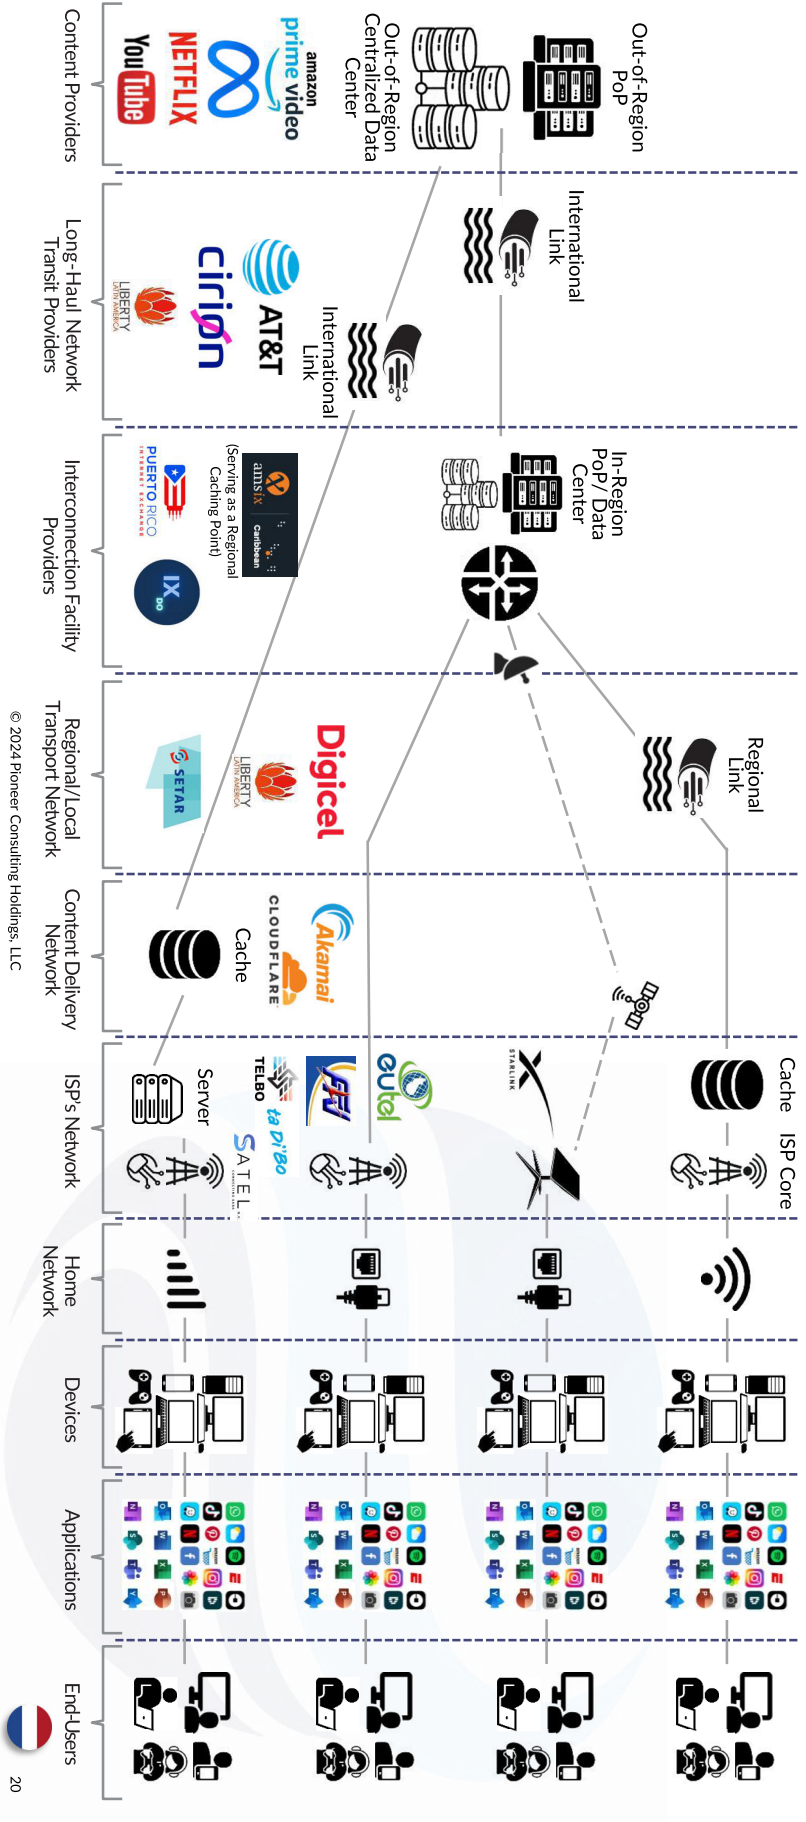 Out-of-Region
PoP
Out-of-Region
Centralized Data
Center
amazon
prime video
NETFLIX
YouTube
Content Providers
International
Link
International
Link
AT&T
cirion
LIBERTY
LATIN AMERICA
Long-Haul Network
Transit Providers
In-Region
PoP/ Data
Center
amsix
Caribbean
(Serving as a Regional
Caching Point)
PUERTO RICO
INTERNET EXCHANGE
IX
DO
Interconnection Facility
Providers
Regional
Link
Digicel
LIBERTY
LATIN AMERICA
SETAR
Regional/Local
Transport Network
Akamai
CLOUDFLARE
Cache
Content Delivery
Network
Cache
ISP Core
STARLINK
eutel
TELBO
ta Di'Bo
SATEL
Server
ISP's Network
Home
Network
Devices
Applications
End-Users
© 2024 Pioneer Consulting Holdings, LLC
20